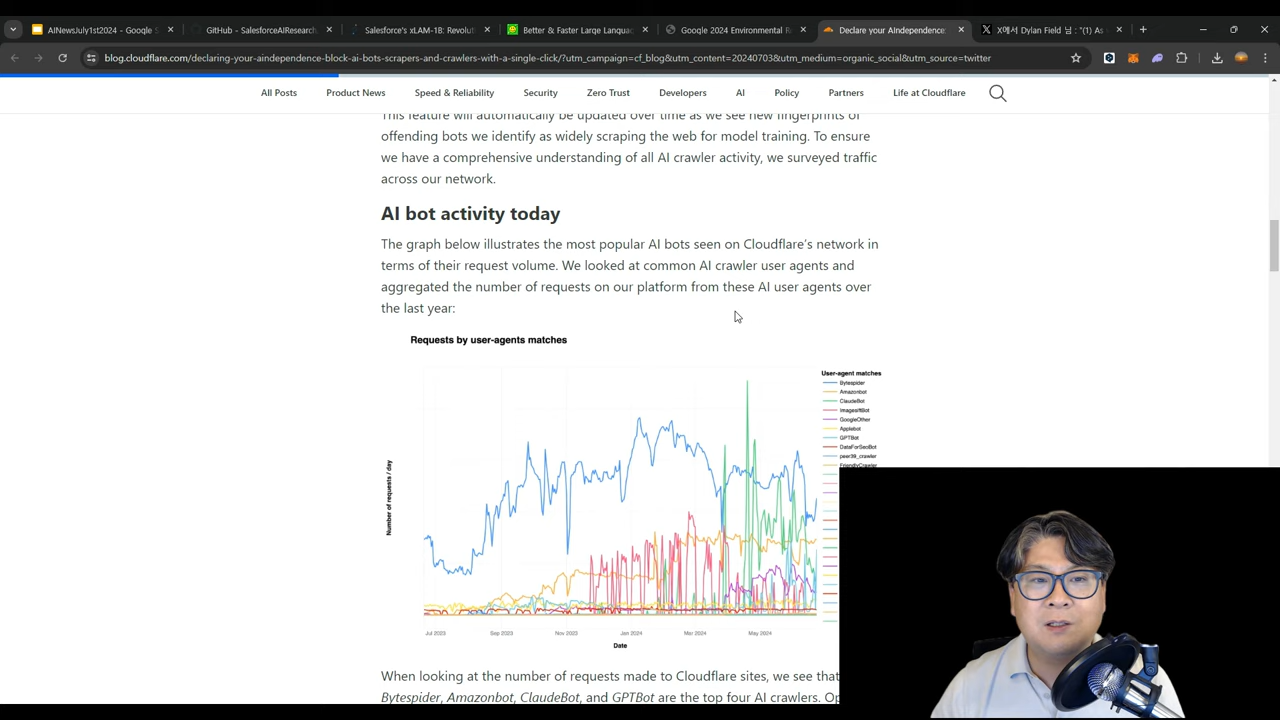 AINewsJuly1st2024 - Google S
GitHub - SalesforceAIResearch
Salesforce's xLAM-1B: Revolut
Better & Faster Large Languag
Google 2024 Environmental R
Declare your AIndependence:
X에서 Dylan Field 님 : "(1) As
blog.cloudflare.com/declaring-your-aindependence-block-ai-bots-scrapers-and-crawlers-with-a-single-click/?utm_campaign=cf_blog&utm_content=20240703&utm_medium=organic_social&utm_source=twitter
All Posts
Product News
Speed & Reliability
Security
Zero Trust
Developers
AI
Policy
Partners
Life at Cloudflare
This feature will automatically be updated over time as we see new fingerprints of
offending bots we identify as widely scraping the web for model training. To ensure
we have a comprehensive understanding of all AI crawler activity, we surveyed traffic
across our network.
AI bot activity today
The graph below illustrates the most popular AI bots seen on Cloudflare's network in
terms of their request volume. We looked at common AI crawler user agents and
aggregated the number of requests on our platform from these AI user agents over
the last year:
Requests by user-agents matches
User-agent matches
Bytespider
Amazonbot
ClaudeBot
ImagesiftBot
GoogleOther
Applebot
GPTBot
DataForSeoBot
peer39_crawler
FriendlyCrawler
Number of requests / day
Jul 2023
Sep 2023
Nov 2023
Jan 2024
Mar 2024
May 2024
Date
When looking at the number of requests made to Cloudflare sites, we see that
Bytespider, Amazonbot, ClaudeBot, and GPTBot are the top four AI crawlers. Op